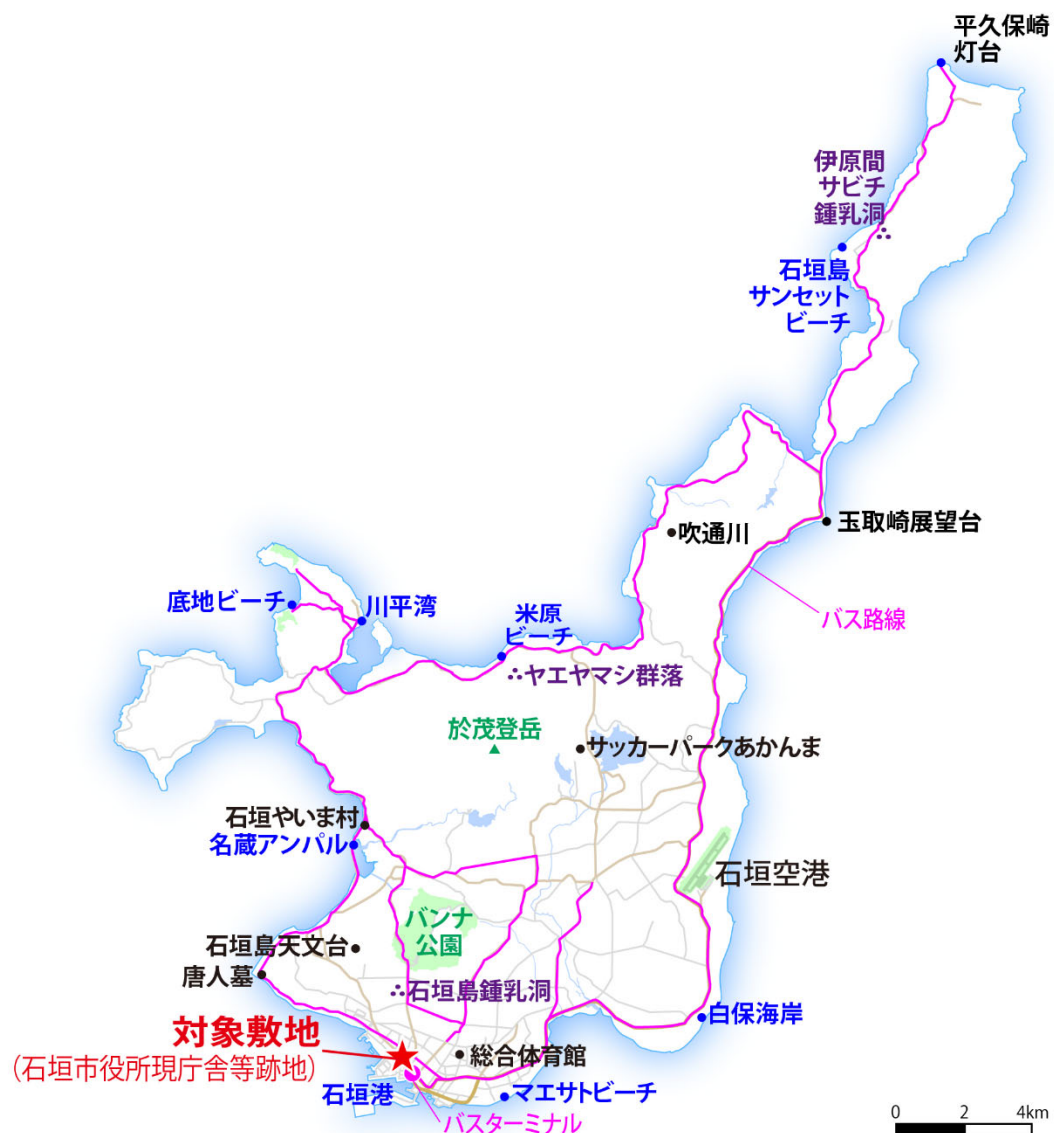 平久保崎
灯台
伊原間
サビチ
鍾乳洞
石垣島
サンセット
ビーチ
吹通川
玉取崎展望台
底地ビーチ
川平湾
米原
ビーチ
バス路線
ヤエヤマシ群落
於茂登岳
サッカーパークあかんま
石垣やいま村
名蔵アンパル
石垣空港
バンナ
公園
石垣島天文台
唐人墓
石垣島鍾乳洞
白保海岸
対象敷地
(石垣市役所現庁舎等跡地)
総合体育館
石垣港
マエサトビーチ
バスターミナル
0 2 4km